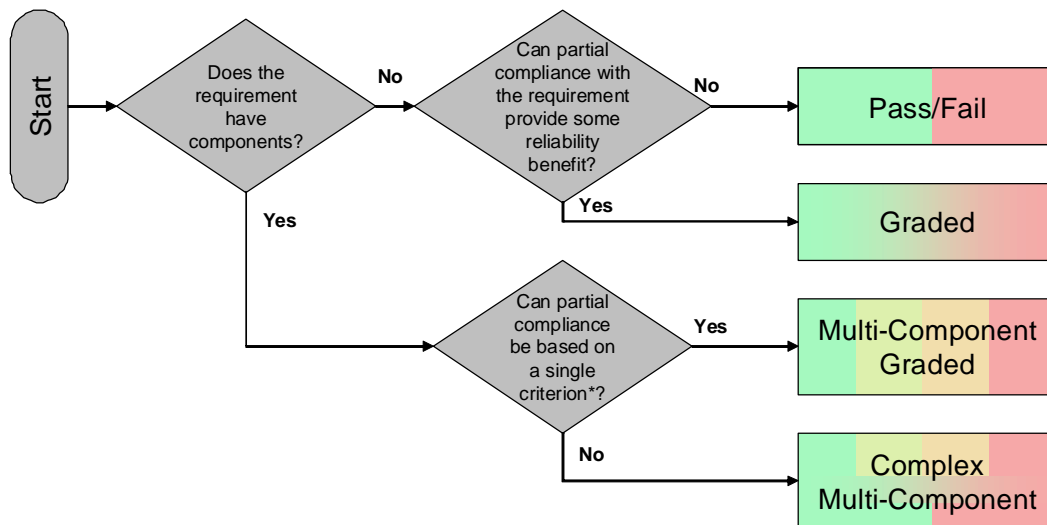 Start
Does the
requirement
have
components?
No
Yes
Can partial
compliance with
the requirement
provide some
reliability
benefit?
No
Yes
Pass/Fail
Graded
Can partial
compliance
be based on
a single
criterion*?
Yes
No
Multi-Component
Graded
Complex
Multi-Component